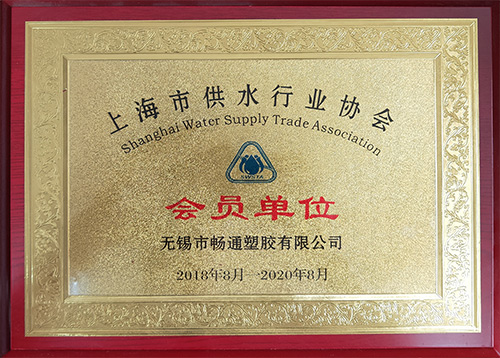 上海市供水行业协会
Shanghai Water Supply Trade Association
SWSTA
会员单位
无锡市畅通塑胶有限公司
2018年8月—2020年8月